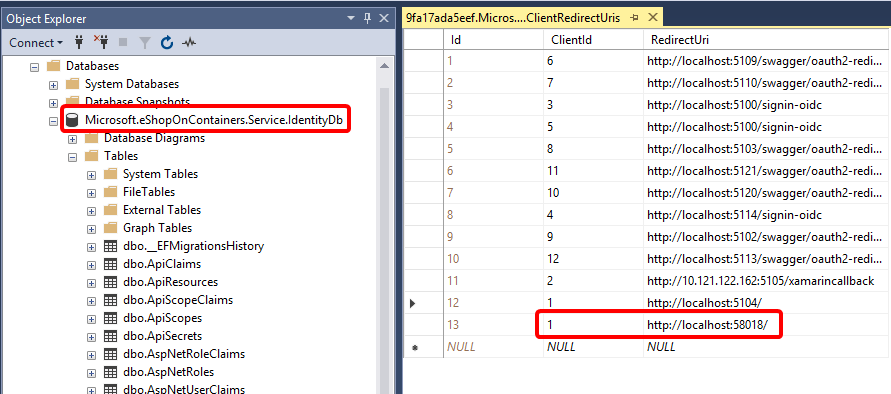 Object Explorer
Connect
Databases
System Databases
Database Snapshots
Microsoft.eShopOnContainers.Service.IdentityDb
Database Diagrams
Tables
System Tables
FileTables
External Tables
Graph Tables
dbo.__EFMigrationsHistory
dbo.ApiClaims
dbo.ApiResources
dbo.ApiScopeClaims
dbo.ApiScopes
dbo.ApiSecrets
dbo.AspNetRoleClaims
dbo.AspNetRoles
dbo.AspNetUserClaims
9fa17ada5eef.Micros....ClientRedirectUris
Id ClientId RedirectUri
1 6 http://localhost:5109/swagger/oauth2-redi...
2 7 http://localhost:5110/swagger/oauth2-redi...
3 3 http://localhost:5100/signin-oidc
4 5 http://localhost:5100/signin-oidc
5 8 http://localhost:5103/swagger/oauth2-redi...
6 11 http://localhost:5121/swagger/oauth2-redi...
7 10 http://localhost:5120/swagger/oauth2-redi...
8 4 http://localhost:5114/signin-oidc
9 9 http://localhost:5102/swagger/oauth2-redi...
10 12 http://localhost:5113/swagger/oauth2-redi...
11 2 http://10.121.122.162:5105/xamarincallback
12 1 http://localhost:5104/
13 1 http://localhost:58018/
NULL NULL NULL